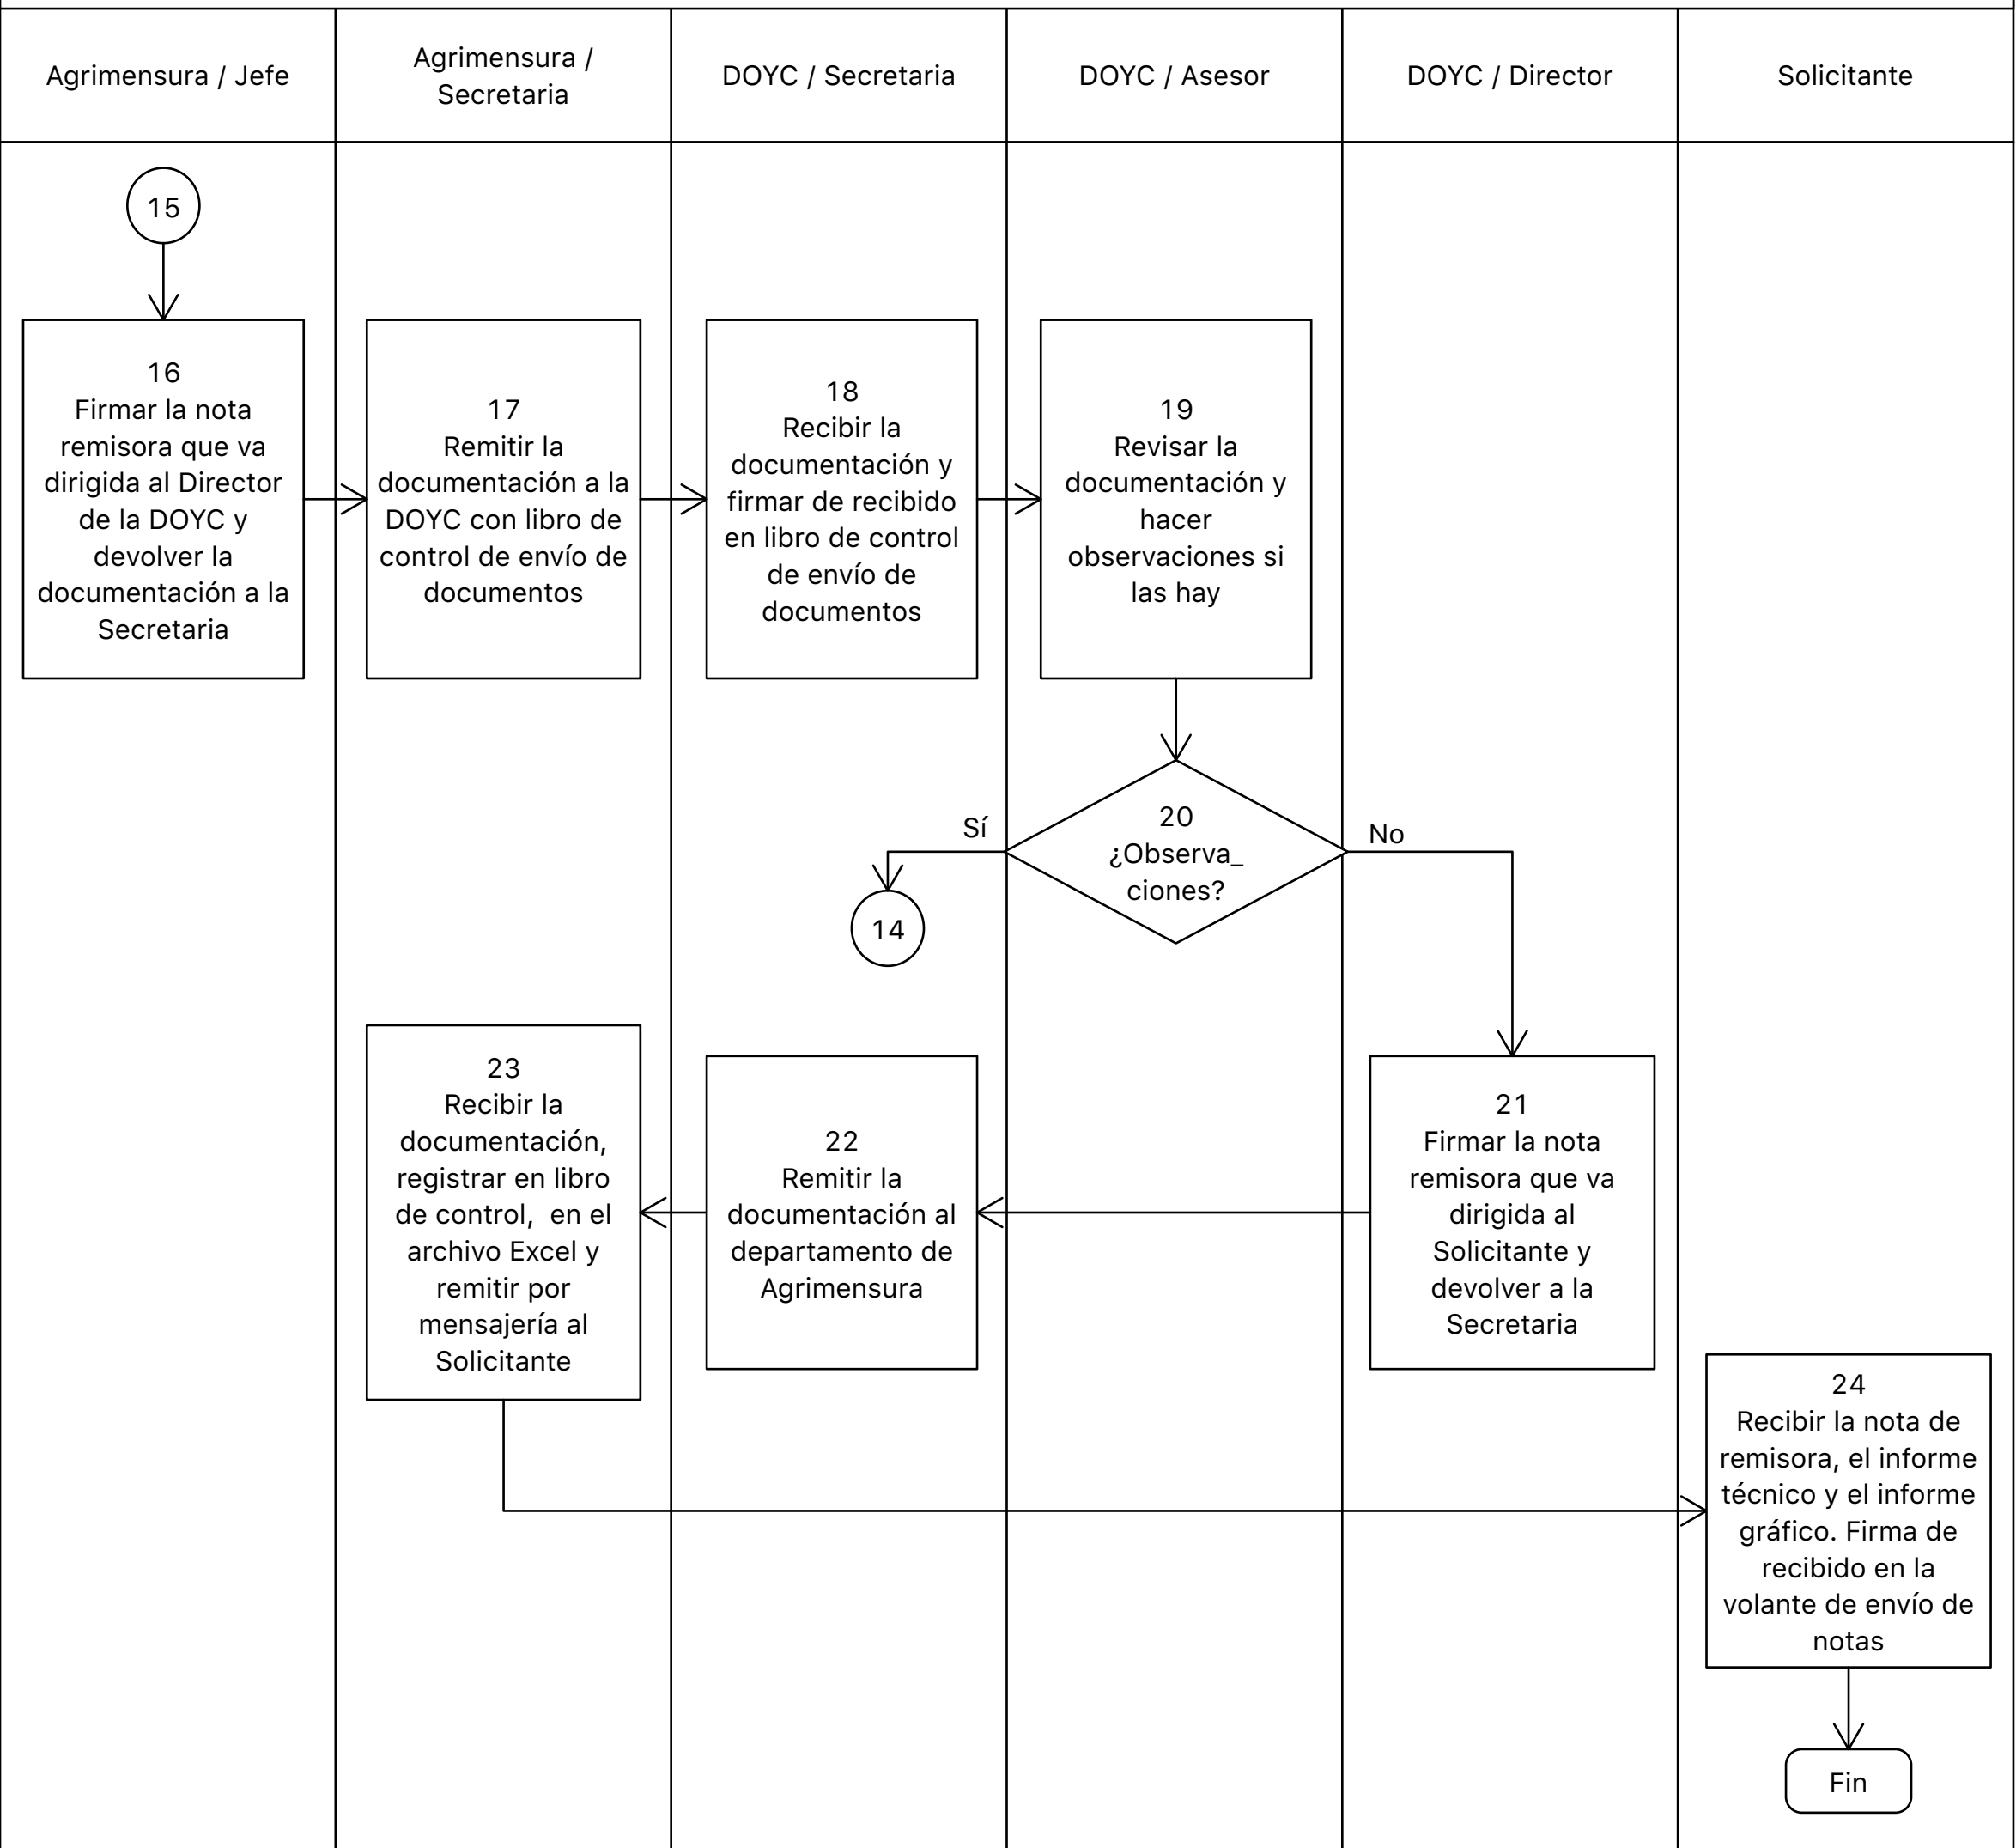 Agrimensura / Jefe
Agrimensura /
Secretaria
DOYC / Secretaria
DOYC / Asesor
DOYC / Director
Solicitante
15
16
Firmar la nota
remisora que va
dirigida al Director
de la DOYC y
devolver la
documentación a la
Secretaria
17
Remitir la
documentación a la
DOYC con libro de
control de envío de
documentos
18
Recibir la
documentación y
firmar de recibido
en libro de control
de envío de
documentos
19
Revisar la
documentación y
hacer
observaciones si
las hay
20
¿Observa_
ciones?
Sí
No
14
23
Recibir la
documentación,
registrar en libro
de control,  en el
archivo Excel y
remitir por
mensajería al
Solicitante
22
Remitir la
documentación al
departamento de
Agrimensura
21
Firmar la nota
remisora que va
dirigida al
Solicitante y
devolver a la
Secretaria
24
Recibir la nota de
remisora, el informe
técnico y el informe
gráfico. Firma de
recibido en la
volante de envío de
notas
Fin